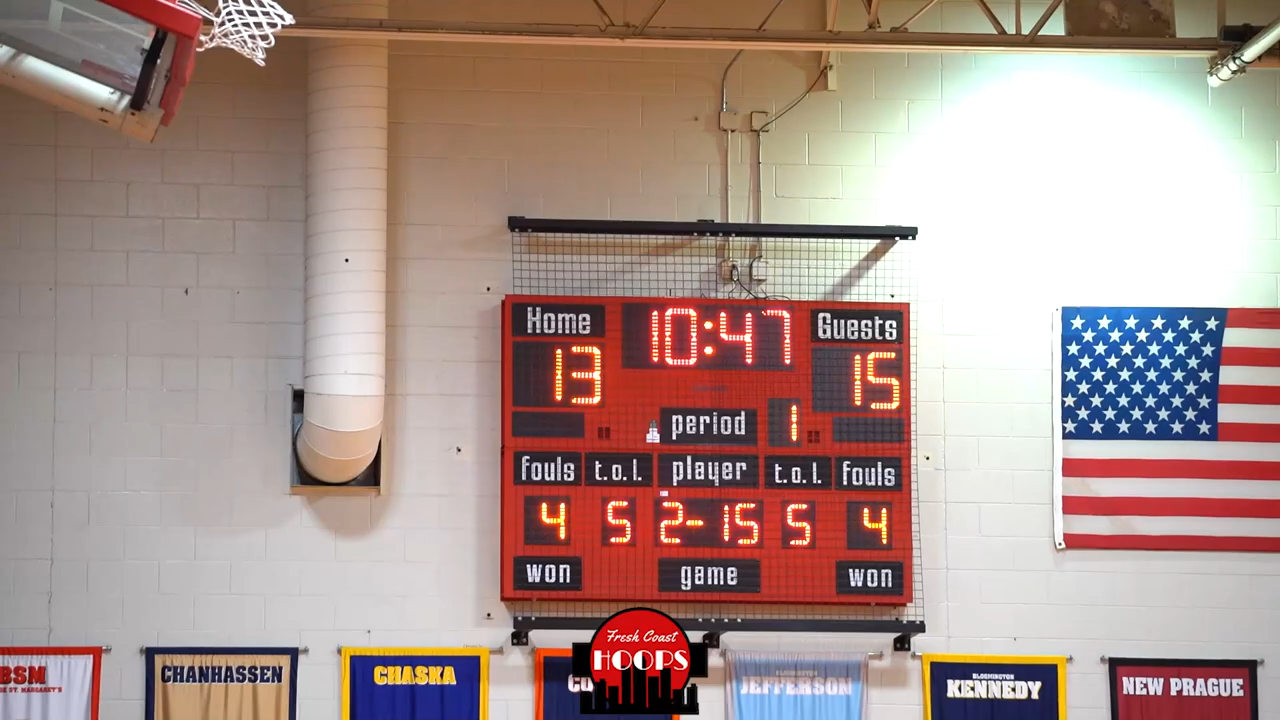 Home 10:47 Guests
13 15
period 1
fouls t.o.l. player t.o.l. fouls
4 5 2-15 5 4
won game won
BSM
CHANHASSEN
CHASKA
Fresh Coast
HOOPS
JEFFERSON
BLOOMINGTON
KENNEDY
NEW PRAGUE